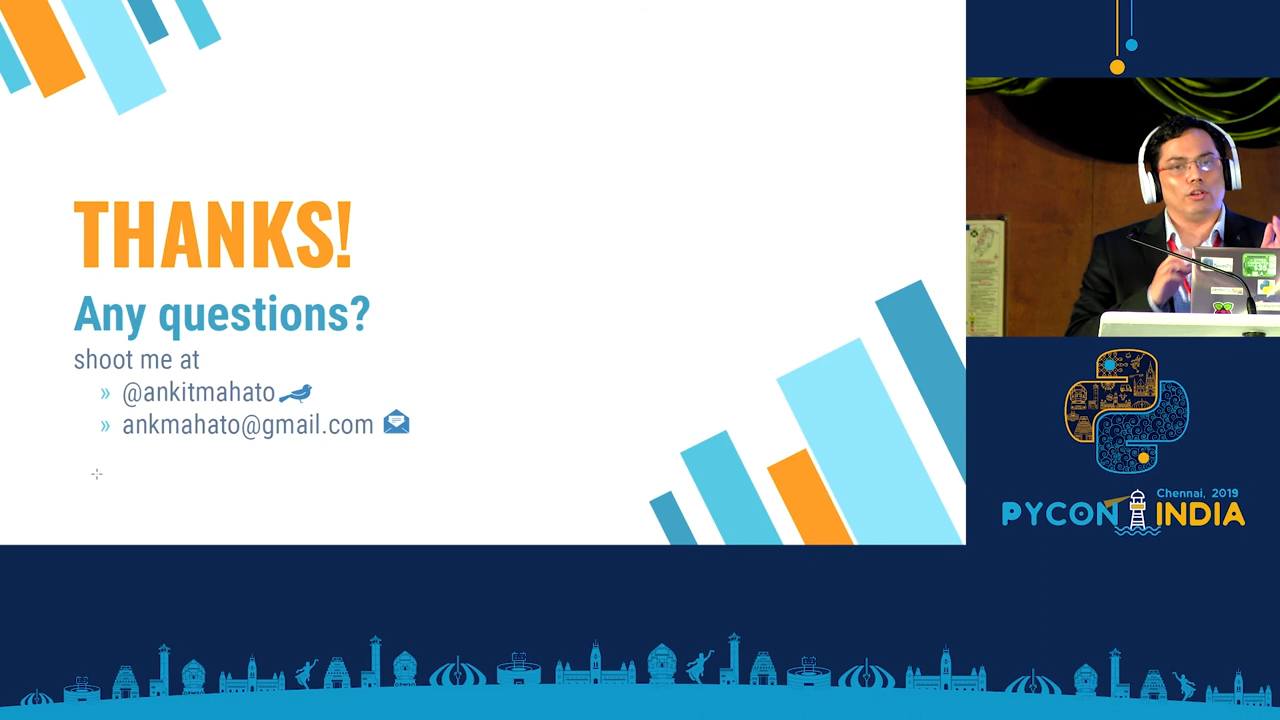 THANKS!
Any questions?
shoot me at
» @ankitmahato
» ankmahato@gmail.com
Chennai, 2019
PYCON INDIA